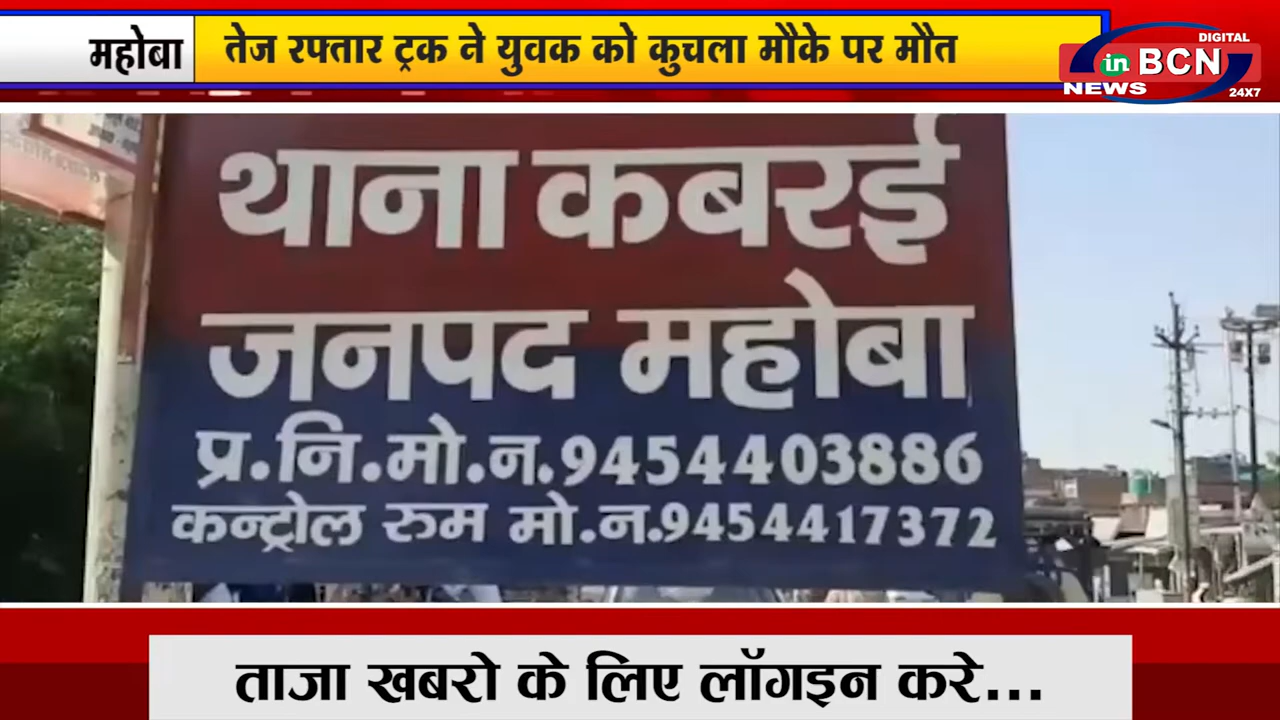 महोबा
तेज रफ्तार ट्रक ने युवक को कुचला मौके पर मौत
DIGITAL
in BCN
NEWS
24X7
थाना कबरई
जनपद महोबा
प्र.नि.मो.न.9454403886
कन्ट्रोल रुम मो.न.9454417372
ताजा खबरो के लिए लॉगइन करे...